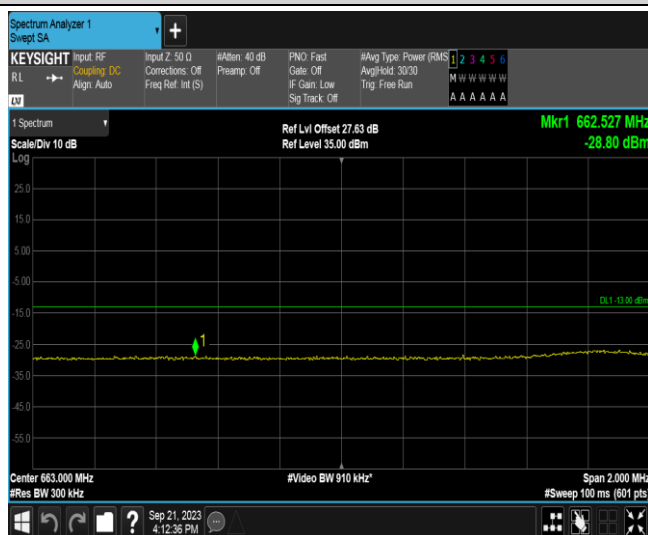 Spectrum Analyzer 1
Swept SA
+
KEYSIGHT
RL
LXI
Input: RF
Coupling: DC
Align: Auto
Input Z: 50 Ω
Corrections: Off
Freq Ref: Int (S)
#Atten: 40 dB
Preamp: Off
PNO: Fast
Gate: Off
IF Gain: Low
Sig Track: Off
#Avg Type: Power (RMS
Avg|Hold: 30/30
Trig: Free Run
1 2 3 4 5 6
M W W W W W
A A A A A A
1 Spectrum
Scale/Div 10 dB
Log
Ref Lvl Offset 27.63 dB
Ref Level 35.00 dBm
Mkr1 662.527 MHz
-28.80 dBm
25.0
15.0
5.00
-5.00
DL1 -13.00 dBm
-15.0
1
-25.0
-35.0
-45.0
-55.0
Center 663.000 MHz
#Res BW 300 kHz
#Video BW 910 kHz*
Span 2.000 MHz
#Sweep 100 ms (601 pts)
?
Sep 21, 2023
4:12:36 PM